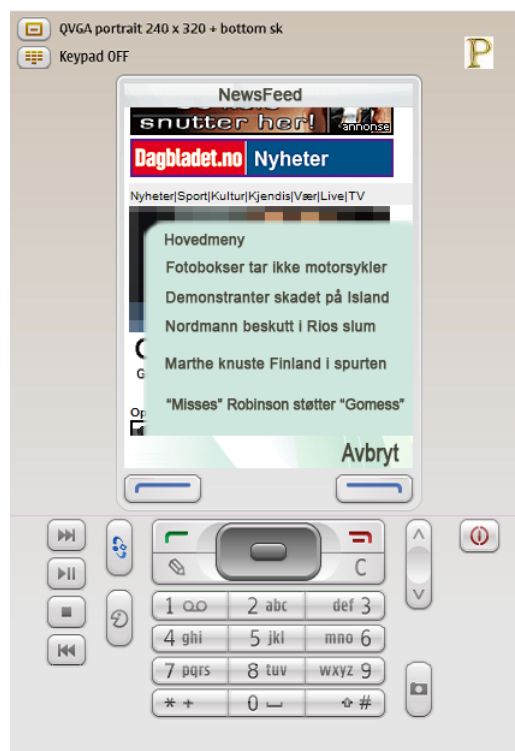 QVGA portrait 240 x 320 + bottom sk
Keypad OFF
P
NewsFeed
snutter her!
annonse
Dagbladet.no Nyheter
Nyheter|Sport|Kultur|Kjendis|Vær|Live|TV
Hovedmeny
Fotobokser tar ikke motorsykler
Demonstranter skadet på Island
Nordmann beskutt i Rios slum
Marthe knuste Finland i spurten
"Misses" Robinson støtter "Gomess"
Avbryt
C
1 2 abc def 3
4 ghi 5 jkl mno 6
7 pqrs 8 tuv wxyz 9
* + 0 #